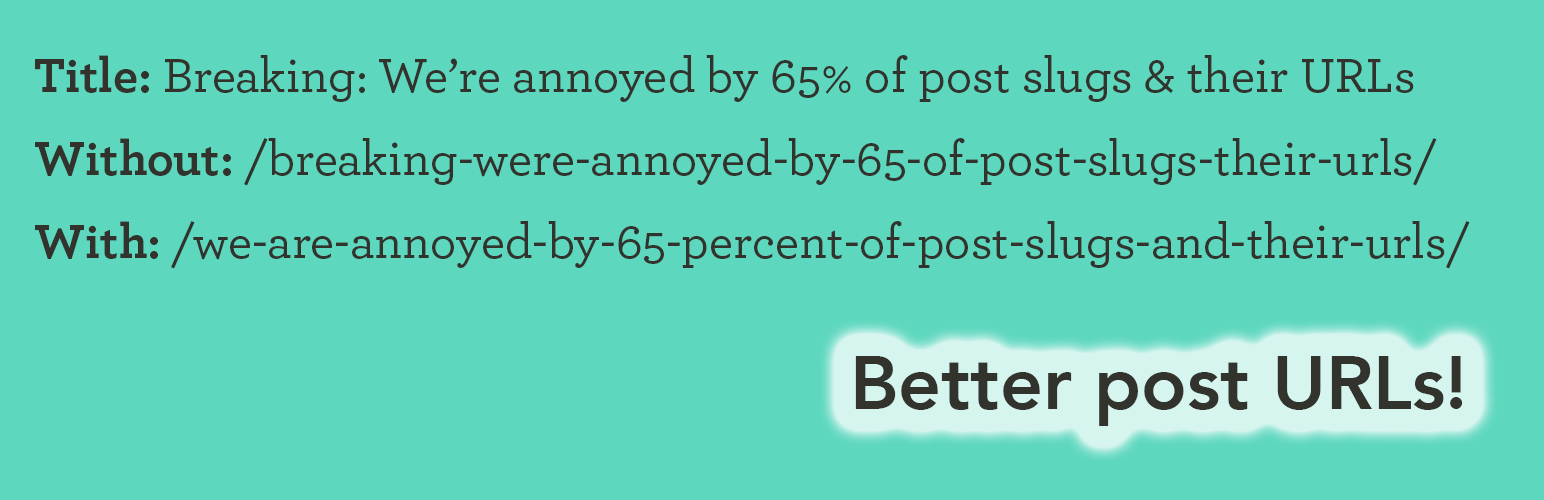 Title: Breaking: We’re annoyed by 65% of post slugs & their URLs
Without: /breaking-were-annoyed-by-65-of-post-slugs-their-urls/
With: /we-are-annoyed-by-65-percent-of-post-slugs-and-their-urls/
Better post URLs!